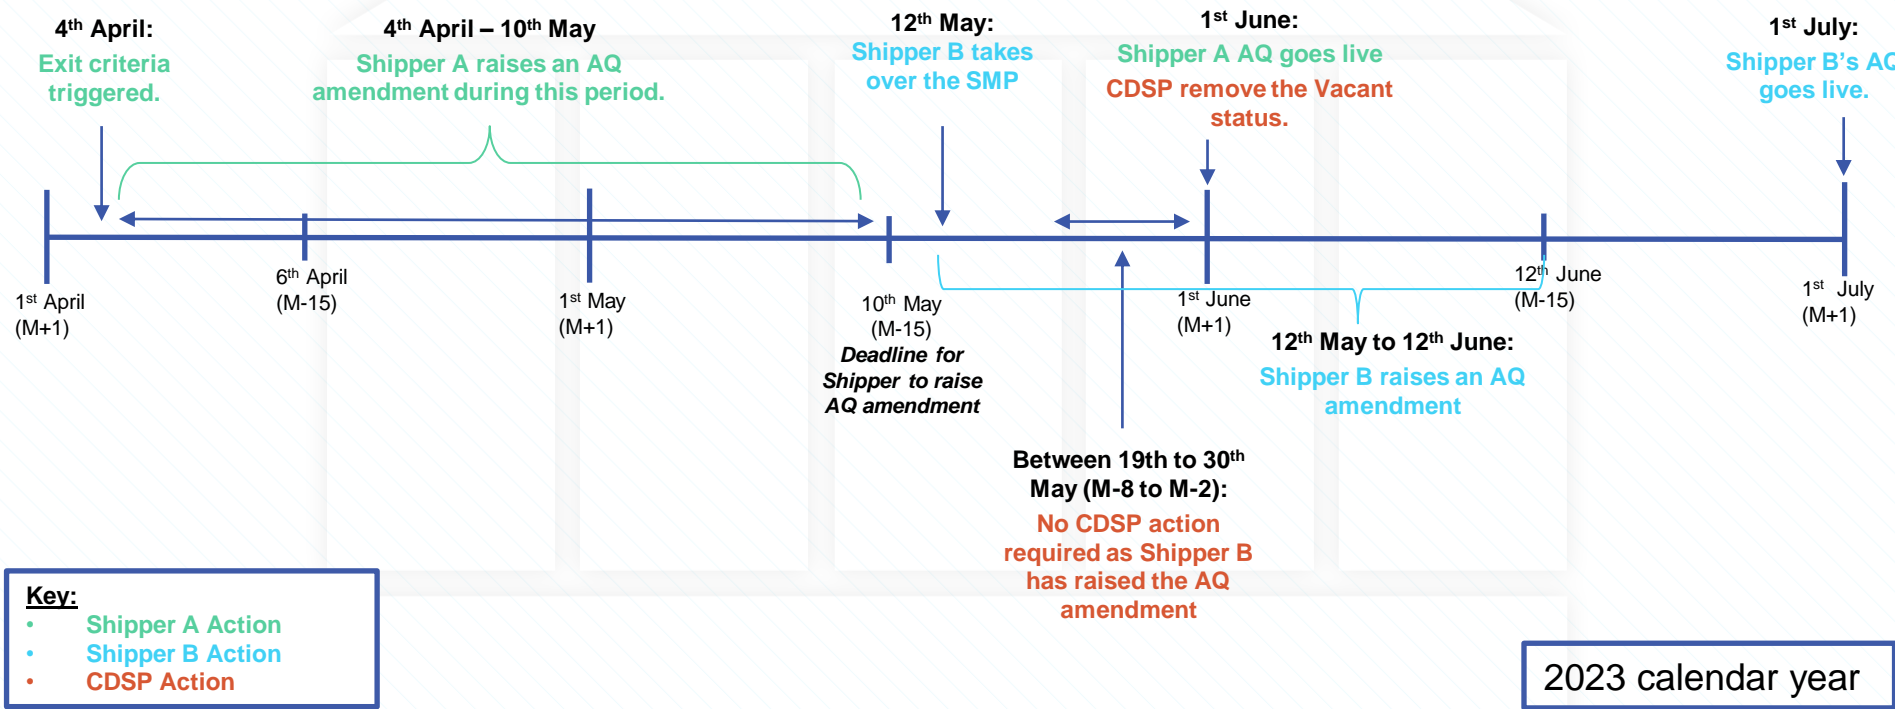 4th April:
Exit criteria
triggered.
4th April – 10th May
Shipper A raises an AQ
amendment during this period.
12th May:
Shipper B takes
over the SMP
1st June:
Shipper A AQ goes live
CDSP remove the Vacant
status.
1st July:
Shipper B's AQ
goes live.
1st April
(M+1)
6th April
(M-15)
1st May
(M+1)
10th May
(M-15)
Deadline for
Shipper to raise
AQ amendment
1st June
(M+1)
12th June
(M-15)
1st July
(M+1)
12th May to 12th June:
Shipper B raises an AQ
amendment
Between 19th to 30th
May (M-8 to M-2):
No CDSP action
required as Shipper B
has raised the AQ
amendment
Key:
• Shipper A Action
• Shipper B Action
• CDSP Action
2023 calendar year